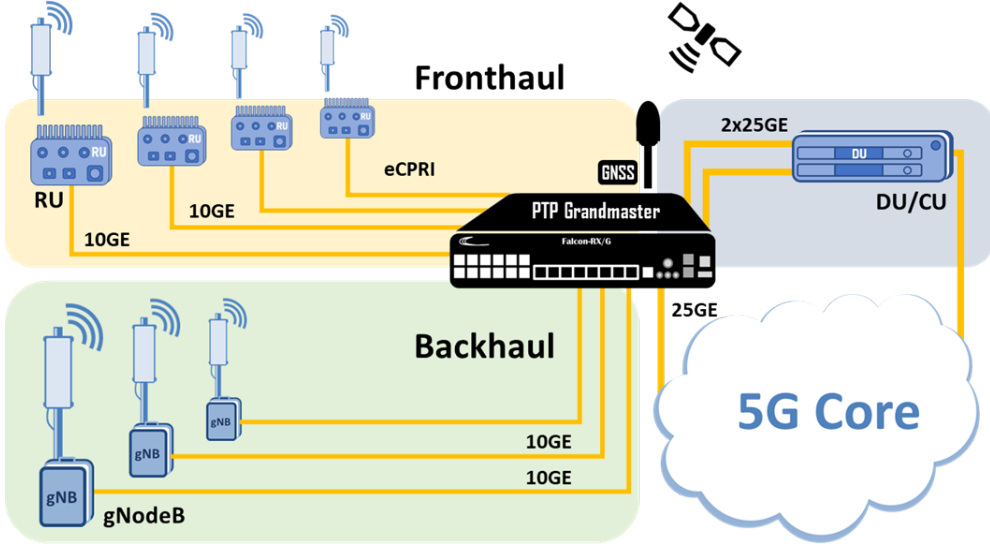 Fronthaul
RU
RU
RU
RU
RU
10GE
10GE
eCPRI
GNSS
PTP Grandmaster
Falcon-RX/G
2x25GE
DU
DU/CU
25GE
Backhaul
gNB
gNB
gNB
gNodeB
10GE
10GE
5G Core